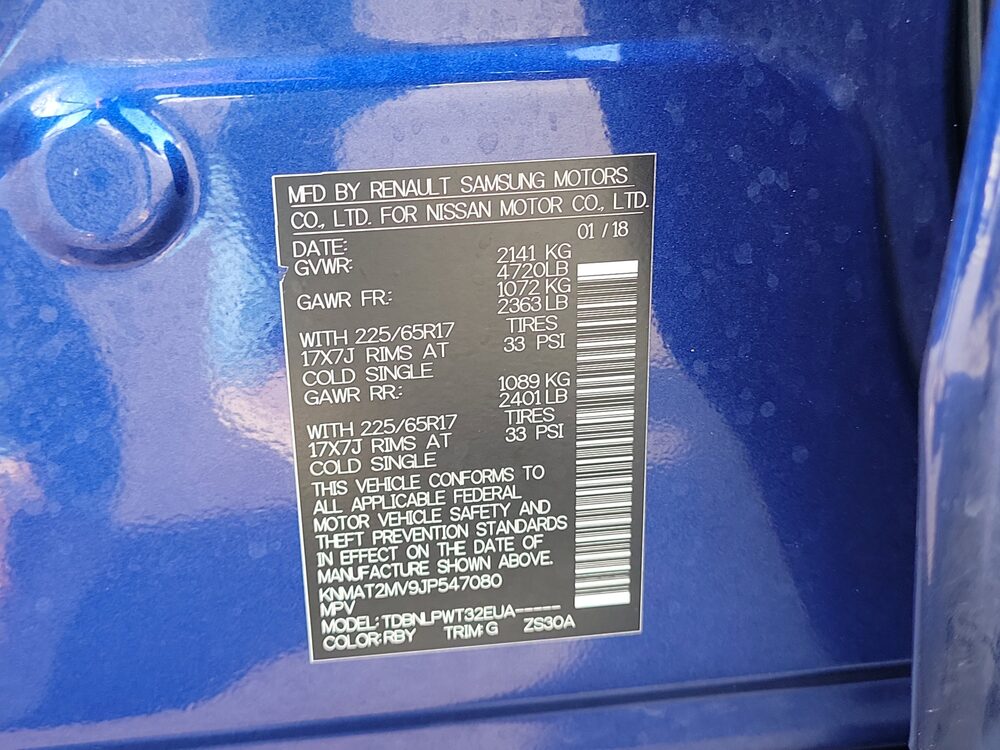 MFD BY RENAULT SAMSUNG MOTORS
CO., LTD. FOR NISSAN MOTOR CO., LTD.
DATE: 01 / 18
GVWR: 2141 KG
4720LB
GAWR FR.: 1072 KG
2363 LB
WITH 225/65R17 TIRES
17X7J RIMS AT 33 PSI
COLD SINGLE
GAWR RR.: 1089 KG
2401 LB
WITH 225/65R17 TIRES
17X7J RIMS AT 33 PSI
COLD SINGLE
THIS VEHICLE CONFORMS TO
ALL APPLICABLE FEDERAL
MOTOR VEHICLE SAFETY AND
THEFT PREVENTION STANDARDS
IN EFFECT ON THE DATE OF
MANUFACTURE SHOWN ABOVE.
KNMAT2MV9JP547080
MPV
MODEL:TDBNLPWT32EUA-----
COLOR:RBY TRIM:G ZS30A